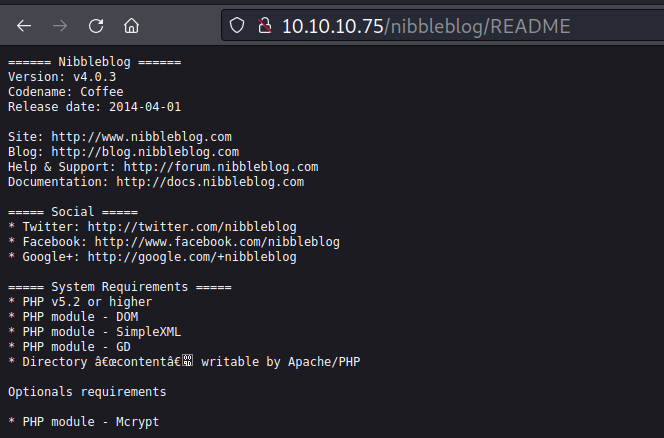 10.10.10.75/nibbleblog/README
====== Nibbleblog ======
Version: v4.0.3
Codename: Coffee
Release date: 2014-04-01
Site: http://www.nibbleblog.com
Blog: http://blog.nibbleblog.com
Help & Support: http://forum.nibbleblog.com
Documentation: http://docs.nibbleblog.com
===== Social =====
* Twitter: http://twitter.com/nibbleblog
* Facebook: http://www.facebook.com/nibbleblog
* Google+: http://google.com/+nibbleblog
===== System Requirements =====
* PHP v5.2 or higher
* PHP module - DOM
* PHP module - SimpleXML
* PHP module - GD
* Directory “content†writable by Apache/PHP
Optionals requirements
* PHP module - Mcrypt